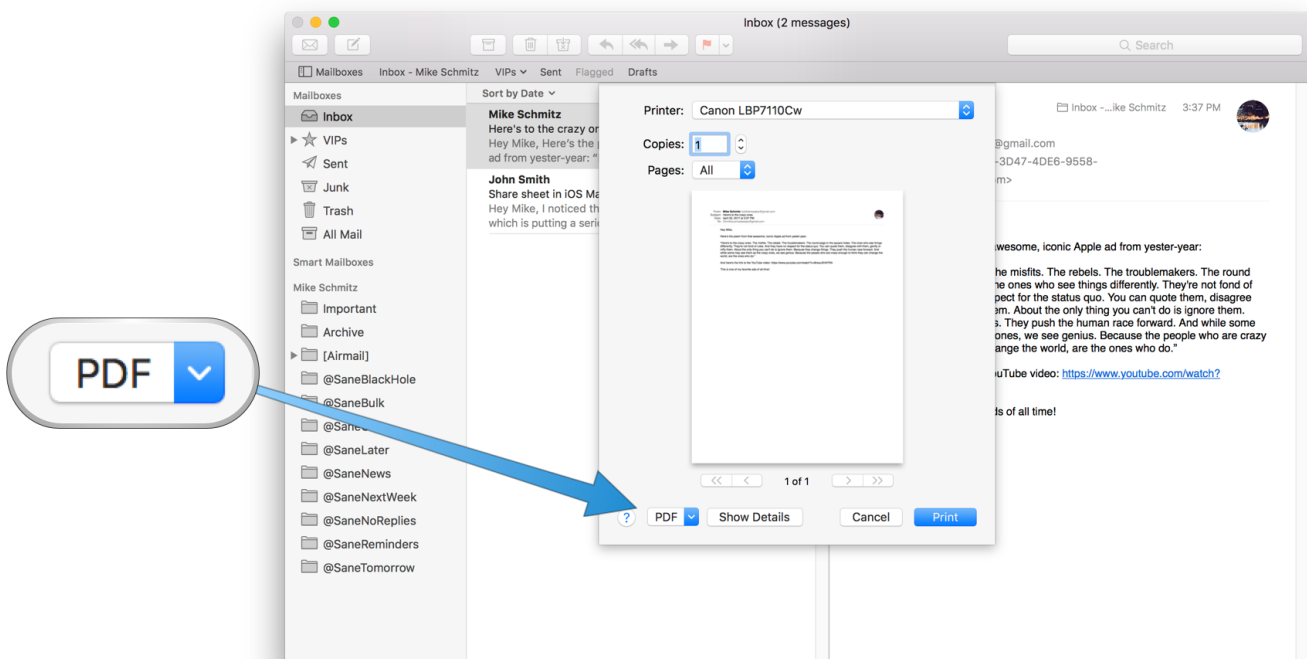 Inbox (2 messages)
Search
Mailboxes Inbox - Mike Schmitz VIPs Sent Flagged Drafts
Mailboxes
Inbox
VIPs
Sent
Junk
Trash
All Mail
Smart Mailboxes
Mike Schmitz
Important
Archive
[Airmail]
@SaneBlackHole
@SaneBulk
@SaneLater
@SaneNews
@SaneNextWeek
@SaneNoReplies
@SaneReminders
@SaneTomorrow
Sort by Date
Mike Schmitz
Here's to the crazy or
Hey Mike, Here's the
ad from yester-year: "
John Smith
Share sheet in iOS Ma
Hey Mike, I noticed th
which is putting a seri
Printer: Canon LBP7110Cw
Copies: 1
Pages: All
1 of 1
? PDF Show Details Cancel Print
PDF
Inbox -...ike Schmitz 3:37 PM
@gmail.com
-3D47-4DE6-9558-
m>
wesome, iconic Apple ad from yester-year:
he misfits. The rebels. The troublemakers. The round
he ones who see things differently. They're not fond of
pect for the status quo. You can quote them, disagree
em. About the only thing you can't do is ignore them.
s. They push the human race forward. And while some
ones, we see genius. Because the people who are crazy
ange the world, are the ones who do."
uTube video: https://www.youtube.com/watch?
ds of all time!